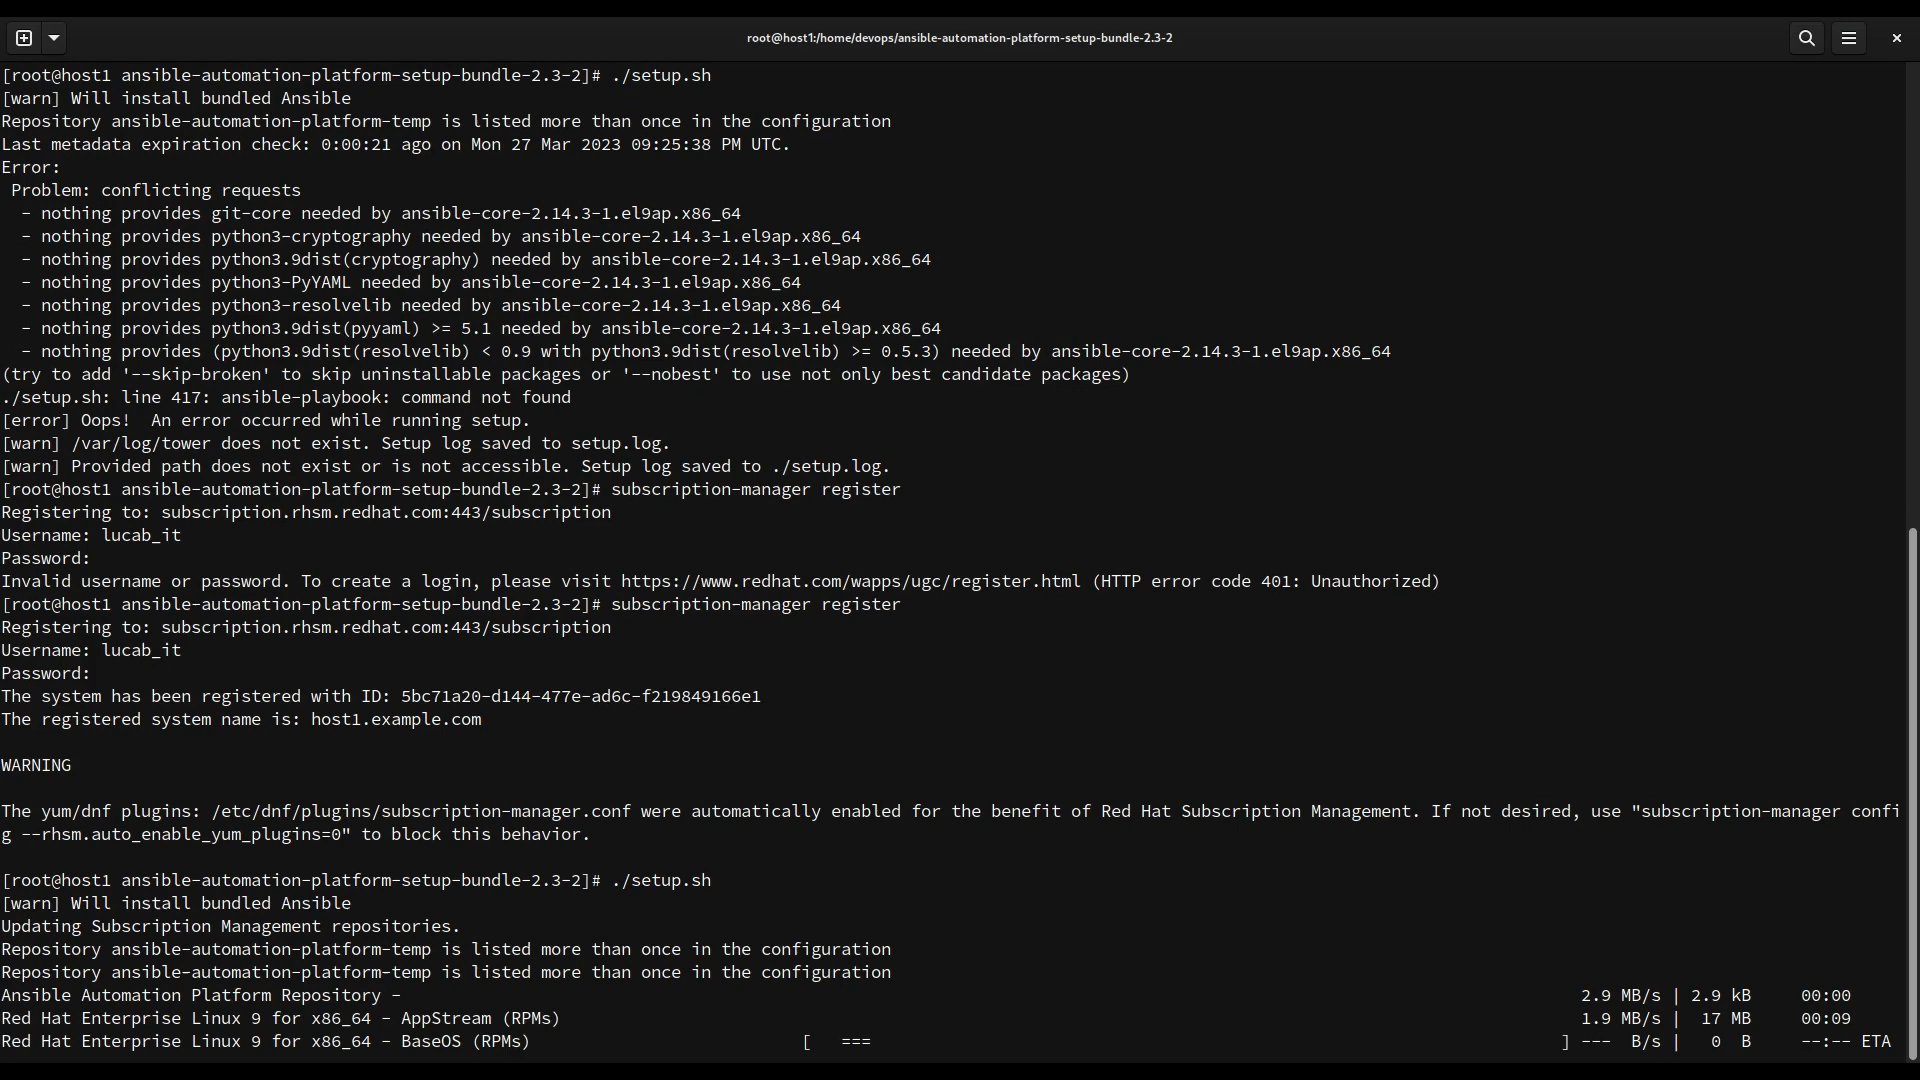 root@host1:/home/devops/ansible-automation-platform-setup-bundle-2.3-2
[root@host1 ansible-automation-platform-setup-bundle-2.3-2]# ./setup.sh
[warn] Will install bundled Ansible
Repository ansible-automation-platform-temp is listed more than once in the configuration
Last metadata expiration check: 0:00:21 ago on Mon 27 Mar 2023 09:25:38 PM UTC.
Error:
 Problem: conflicting requests
  - nothing provides git-core needed by ansible-core-2.14.3-1.el9ap.x86_64
  - nothing provides python3-cryptography needed by ansible-core-2.14.3-1.el9ap.x86_64
  - nothing provides python3.9dist(cryptography) needed by ansible-core-2.14.3-1.el9ap.x86_64
  - nothing provides python3-PyYAML needed by ansible-core-2.14.3-1.el9ap.x86_64
  - nothing provides python3-resolvelib needed by ansible-core-2.14.3-1.el9ap.x86_64
  - nothing provides python3.9dist(pyyaml) >= 5.1 needed by ansible-core-2.14.3-1.el9ap.x86_64
  - nothing provides (python3.9dist(resolvelib) < 0.9 with python3.9dist(resolvelib) >= 0.5.3) needed by ansible-core-2.14.3-1.el9ap.x86_64
(try to add '--skip-broken' to skip uninstallable packages or '--nobest' to use not only best candidate packages)
./setup.sh: line 417: ansible-playbook: command not found
[error] Oops!  An error occurred while running setup.
[warn] /var/log/tower does not exist. Setup log saved to setup.log.
[warn] Provided path does not exist or is not accessible. Setup log saved to ./setup.log.
[root@host1 ansible-automation-platform-setup-bundle-2.3-2]# subscription-manager register
Registering to: subscription.rhsm.redhat.com:443/subscription
Username: lucab_it
Password:
Invalid username or password. To create a login, please visit https://www.redhat.com/wapps/ugc/register.html (HTTP error code 401: Unauthorized)
[root@host1 ansible-automation-platform-setup-bundle-2.3-2]# subscription-manager register
Registering to: subscription.rhsm.redhat.com:443/subscription
Username: lucab_it
Password:
The system has been registered with ID: 5bc71a20-d144-477e-ad6c-f219849166e1
The registered system name is: host1.example.com
WARNING
The yum/dnf plugins: /etc/dnf/plugins/subscription-manager.conf were automatically enabled for the benefit of Red Hat Subscription Management. If not desired, use "subscription-manager confi
g --rhsm.auto_enable_yum_plugins=0" to block this behavior.
[root@host1 ansible-automation-platform-setup-bundle-2.3-2]# ./setup.sh
[warn] Will install bundled Ansible
Updating Subscription Management repositories.
Repository ansible-automation-platform-temp is listed more than once in the configuration
Repository ansible-automation-platform-temp is listed more than once in the configuration
Ansible Automation Platform Repository - 2.9 MB/s | 2.9 kB 00:00
Red Hat Enterprise Linux 9 for x86_64 - AppStream (RPMs) 1.9 MB/s | 17 MB 00:09
Red Hat Enterprise Linux 9 for x86_64 - BaseOS (RPMs) [   ===   ] --- B/s | 0 B --:-- ETA